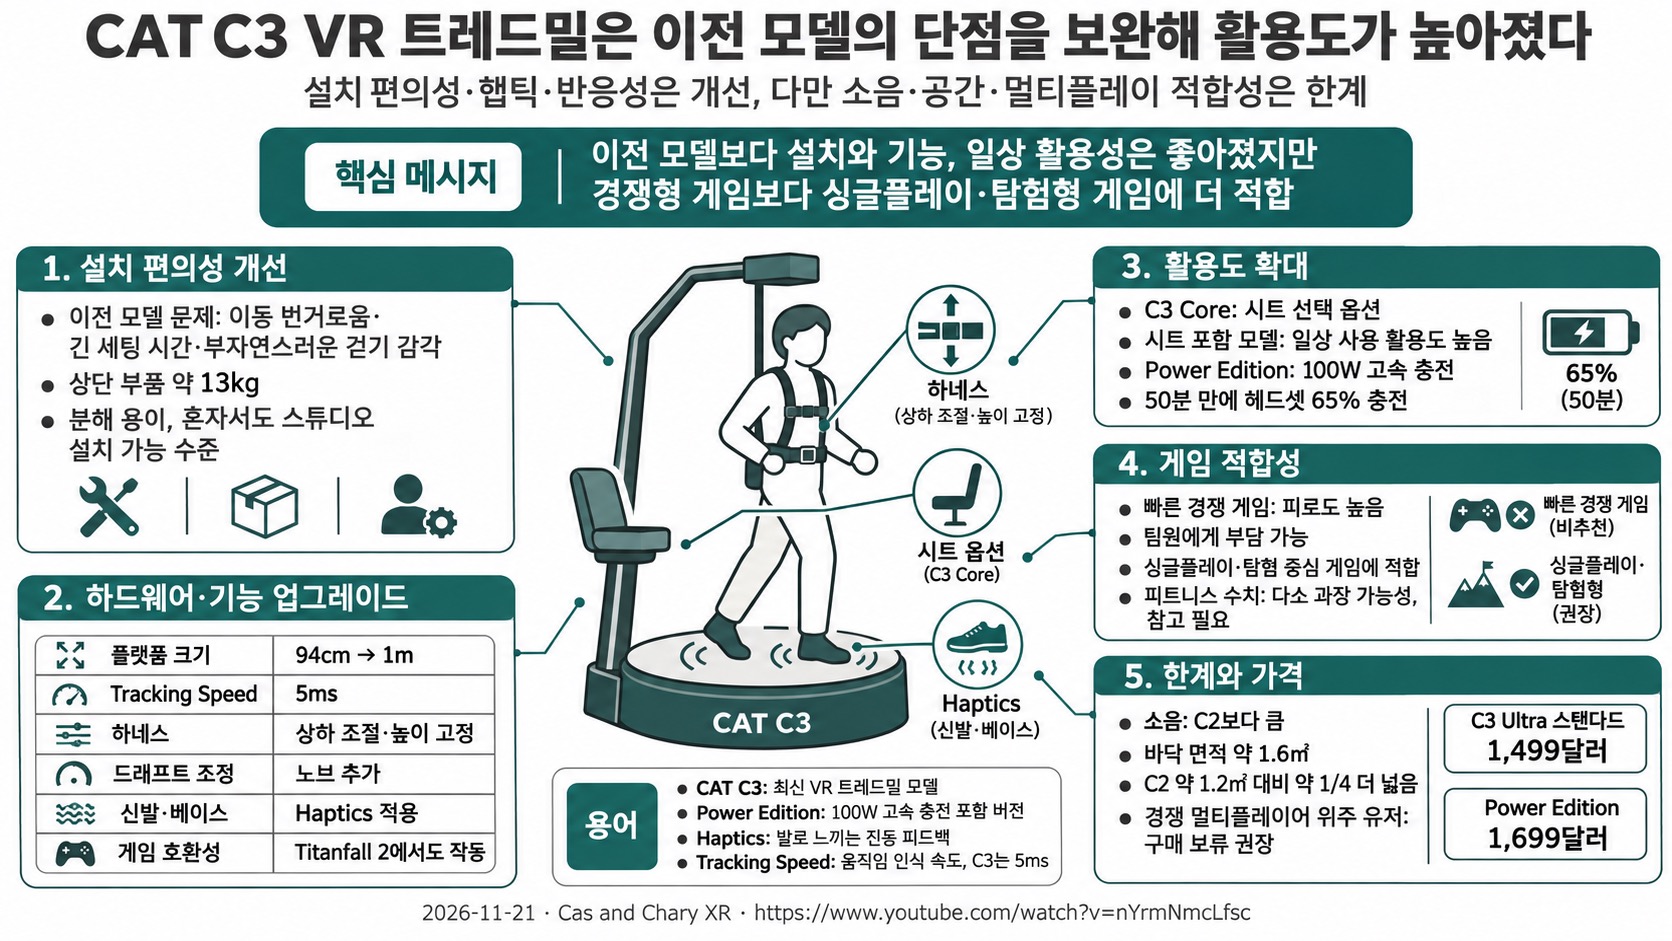 CAT C3 VR 트레드밀은 이전 모델의 단점을 보완해 활용도가 높아졌다
설치 편의성·햅틱·반응성은 개선, 다만 소음·공간·멀티플레이 적합성은 한계
핵심 메시지
이전 모델보다 설치와 기능, 일상 활용성은 좋아졌지만
경쟁형 게임보다 싱글플레이·탐험형 게임에 더 적합
1. 설치 편의성 개선
이전 모델 문제: 이동 번거로움·
긴 세팅 시간·부자연스러운 걷기 감각
상단 부품 약 13kg
분해 용이, 혼자서도 스튜디오
설치 가능 수준
2. 하드웨어·기능 업그레이드
플랫폼 크기 94cm → 1m
Tracking Speed 5ms
하네스 상하 조절·높이 고정
드래프트 조정 노브 추가
신발·베이스 Haptics 적용
게임 호환성 Titanfall 2에서도 작동
하네스
(상하 조절·높이 고정)
시트 옵션
(C3 Core)
Haptics
(신발·베이스)
CAT C3
용어
CAT C3: 최신 VR 트레드밀 모델
Power Edition: 100W 고속 충전 포함 버전
Haptics: 발로 느끼는 진동 피드백
Tracking Speed: 움직임 인식 속도, C3는 5ms
3. 활용도 확대
C3 Core: 시트 선택 옵션
시트 포함 모델: 일상 사용 활용도 높음
Power Edition: 100W 고속 충전
50분 만에 헤드셋 65% 충전
65%
(50분)
4. 게임 적합성
빠른 경쟁 게임: 피로도 높음
팀원에게 부담 가능
싱글플레이·탐험 중심 게임에 적합
피트니스 수치: 다소 과장 가능성,
참고 필요
빠른 경쟁 게임
(비추천)
싱글플레이·
탐험형
(권장)
5. 한계와 가격
소음: C2보다 큼
바닥 면적 약 1.6㎡
C2 약 1.2㎡ 대비 약 1/4 더 넓음
경쟁 멀티플레이어 위주 유저:
구매 보류 권장
C3 Ultra 스탠다드
1,499달러
Power Edition
1,699달러
2026-11-21 · Cas and Chary XR · https://www.youtube.com/watch?v=nYrmNmcLfsc